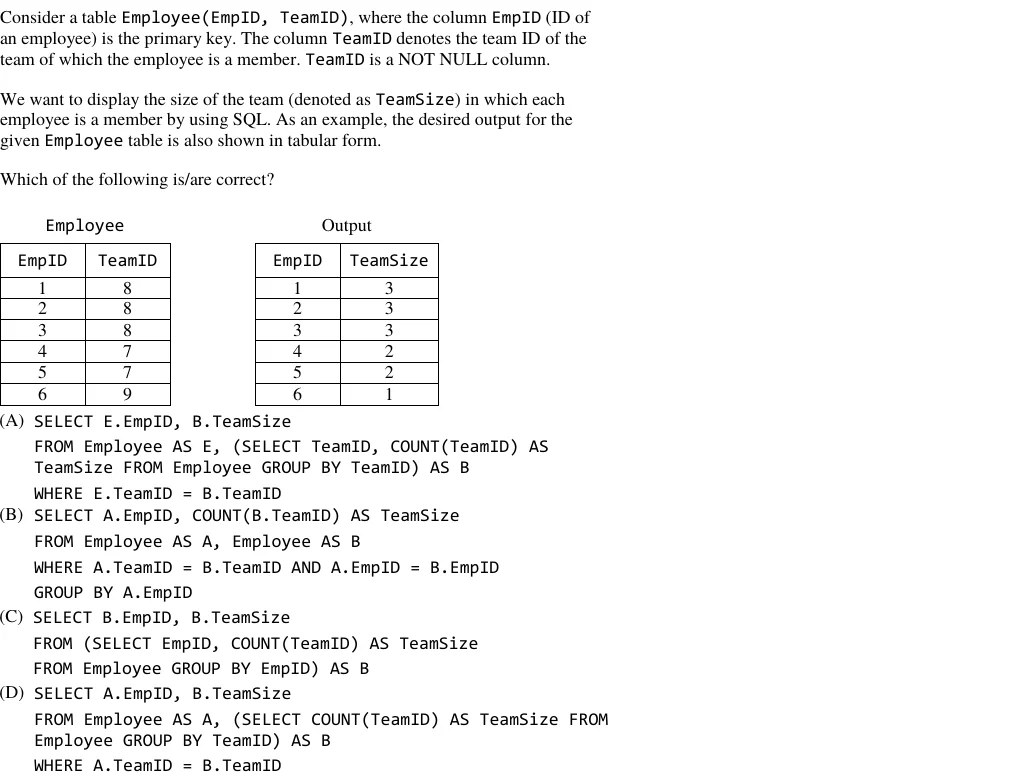 Consider a table Employee(EmpID, TeamID), where the column EmpID (ID of
an employee) is the primary key. The column TeamID denotes the team ID of the
team of which the employee is a member. TeamID is a NOT NULL column.
We want to display the size of the team (denoted as TeamSize) in which each
employee is a member by using SQL. As an example, the desired output for the
given Employee table is also shown in tabular form.
Which of the following is/are correct?
Employee Output
EmpID TeamID EmpID TeamSize
1 8 1 3
2 8 2 3
3 8 3 3
4 7 4 2
5 7 5 2
6 9 6 1
(A) SELECT E.EmpID, B.TeamSize
FROM Employee AS E, (SELECT TeamID, COUNT(TeamID) AS
TeamSize FROM Employee GROUP BY TeamID) AS B
WHERE E.TeamID = B.TeamID
(B) SELECT A.EmpID, COUNT(B.TeamID) AS TeamSize
FROM Employee AS A, Employee AS B
WHERE A.TeamID = B.TeamID AND A.EmpID = B.EmpID
GROUP BY A.EmpID
(C) SELECT B.EmpID, B.TeamSize
FROM (SELECT EmpID, COUNT(TeamID) AS TeamSize
FROM Employee GROUP BY EmpID) AS B
(D) SELECT A.EmpID, B.TeamSize
FROM Employee AS A, (SELECT COUNT(TeamID) AS TeamSize FROM
Employee GROUP BY TeamID) AS B
WHERE A.TeamID = B.TeamID